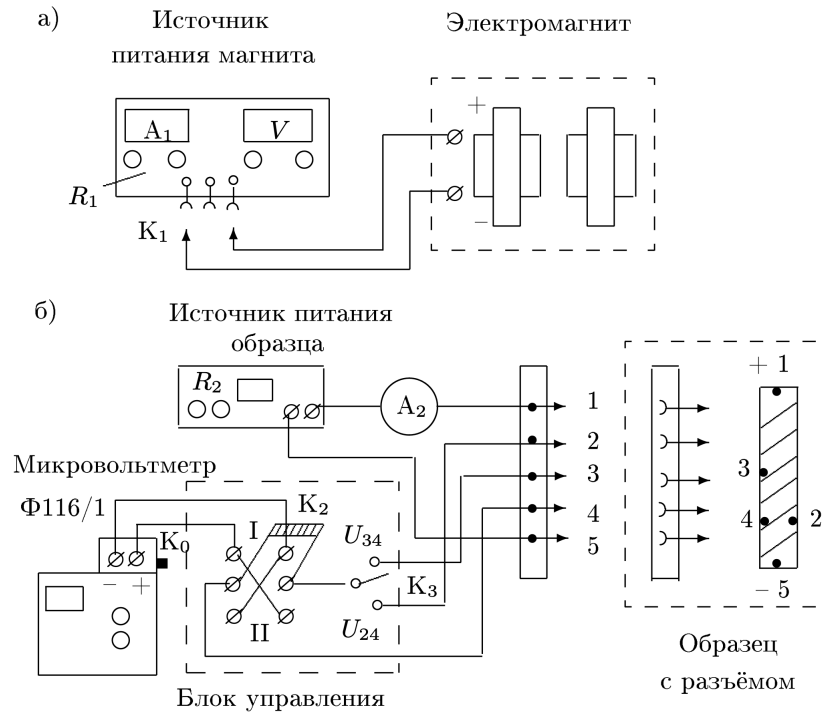 а)
Источник
питания магнита
Электромагнит
A₁
V
R₁
K₁
+
−
б)
Источник питания
образца
R₂
A₂
1
2
3
4
5
+ 1
3
4
2
− 5
Микровольтметр
Ф116/1
K₀
− +
I
K₂
U₃₄
K₃
II
U₂₄
Образец
с разъёмом
Блок управления